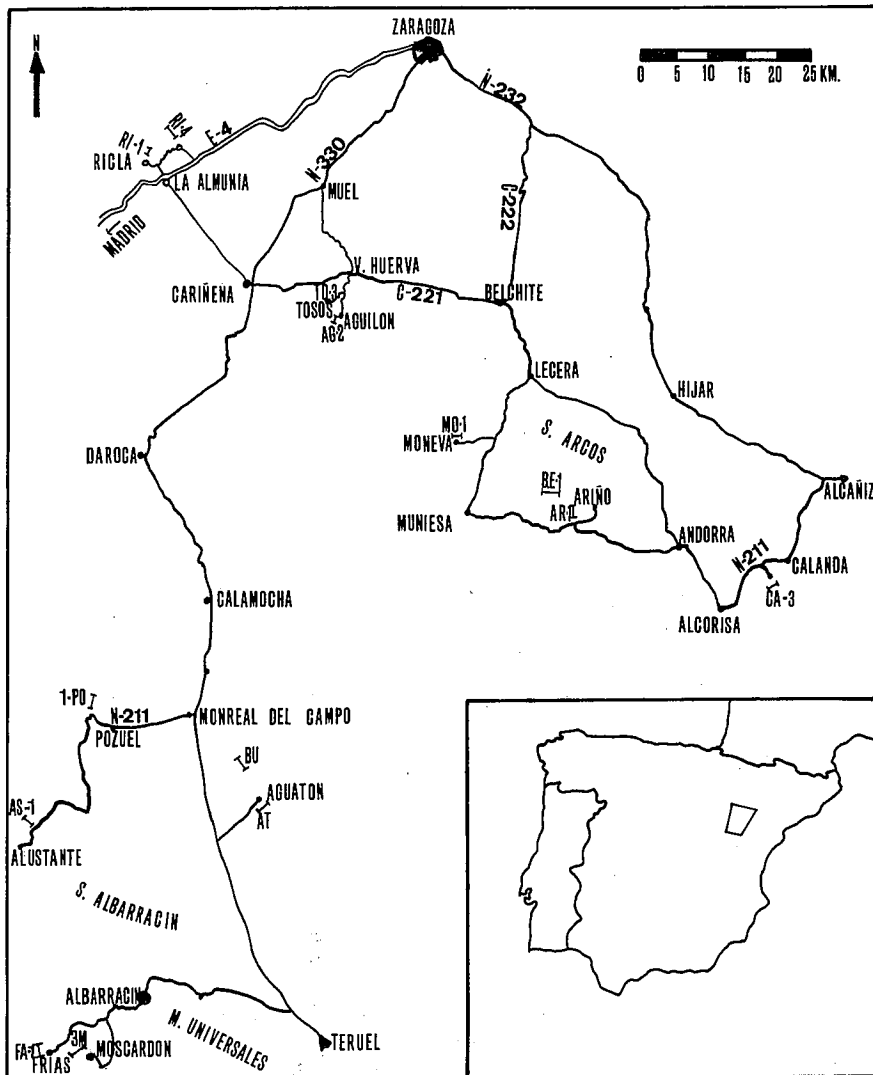 ZARAGOZA
N
0 5 10 15 20 25 KM.
N-232
RI-4
E-4
RI-1
RICLA
LA ALMUNIA
N-330
MUEL
C-222
MADRID
V. HUERVA
CARIÑENA
TO-3
C-221
BELCHITE
TOSOS
AGUILON
AG-2
LECERA
HIJAR
S. ARCOS
MO-1
MONEVA
DAROCA
BE-1
ARIÑO
ALCAÑIZ
AR-II
MUNIESA
ANDORRA
N-211
CALANDA
CA-3
CALAMOCHA
ALCORISA
1-PO
N-211
MONREAL DEL CAMPO
POZUEL
BU
AGUATON
AS-1
AT
ALUSTANTE
S. ALBARRACIN
ALBARRACIN
M. UNIVERSALES
3M
MOSCARDON
TERUEL
FRIAS